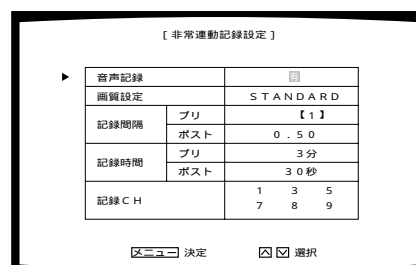 [ 非常連動記録設定 ]
▶ 音声記録 有
画質設定 STANDARD
記録間隔 プリ 【1】
ポスト 0.50
記録時間 プリ 3分
ポスト 30秒
記録CH 1 3 5
7 8 9
メニュー 決定 ∧ ∨ 選択